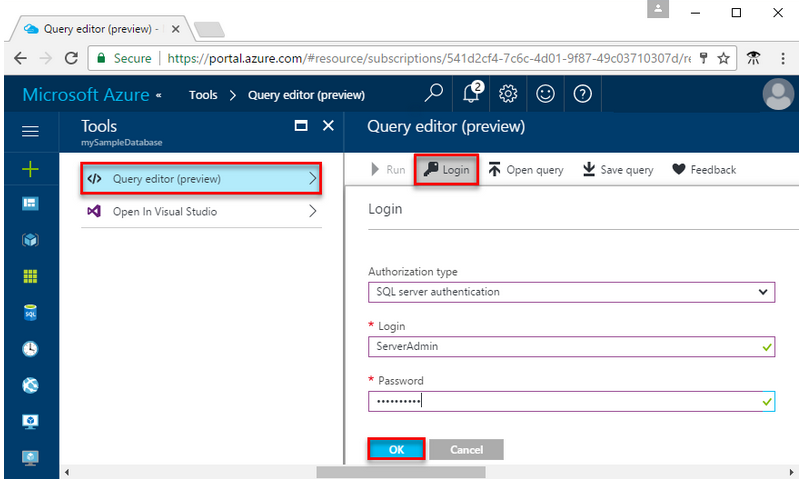 Query editor (preview) -
Secure
https://portal.azure.com/#resource/subscriptions/541d2cf4-7c6c-4d01-9f87-49c03710307d/re
Microsoft Azure « Tools > Query editor (preview)
2
Tools
mySampleDatabase
Query editor (preview)
Open In Visual Studio
Query editor (preview)
Run Login Open query Save query Feedback
Login
Authorization type
SQL server authentication
* Login
ServerAdmin
* Password
••••••••••
OK Cancel
SQL